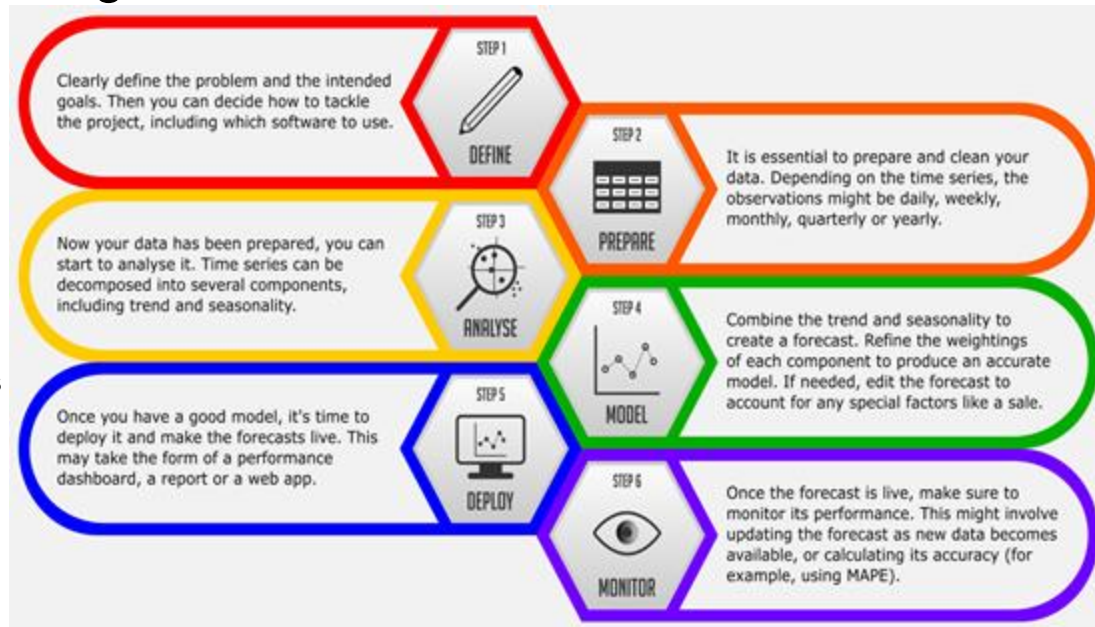 STEP 1
DEFINE
Clearly define the problem and the intended
goals. Then you can decide how to tackle
the project, including which software to use.
STEP 2
PREPARE
It is essential to prepare and clean your
data. Depending on the time series, the
observations might be daily, weekly,
monthly, quarterly or yearly.
STEP 3
ANALYSE
Now your data has been prepared, you can
start to analyse it. Time series can be
decomposed into several components,
including trend and seasonality.
STEP 4
MODEL
Combine the trend and seasonality to
create a forecast. Refine the weightings
of each component to produce an accurate
model. If needed, edit the forecast to
account for any special factors like a sale.
STEP 5
DEPLOY
Once you have a good model, it's time to
deploy it and make the forecasts live. This
may take the form of a performance
dashboard, a report or a web app.
STEP 6
MONITOR
Once the forecast is live, make sure to
monitor its performance. This might involve
updating the forecast as new data becomes
available, or calculating its accuracy (for
example, using MAPE).